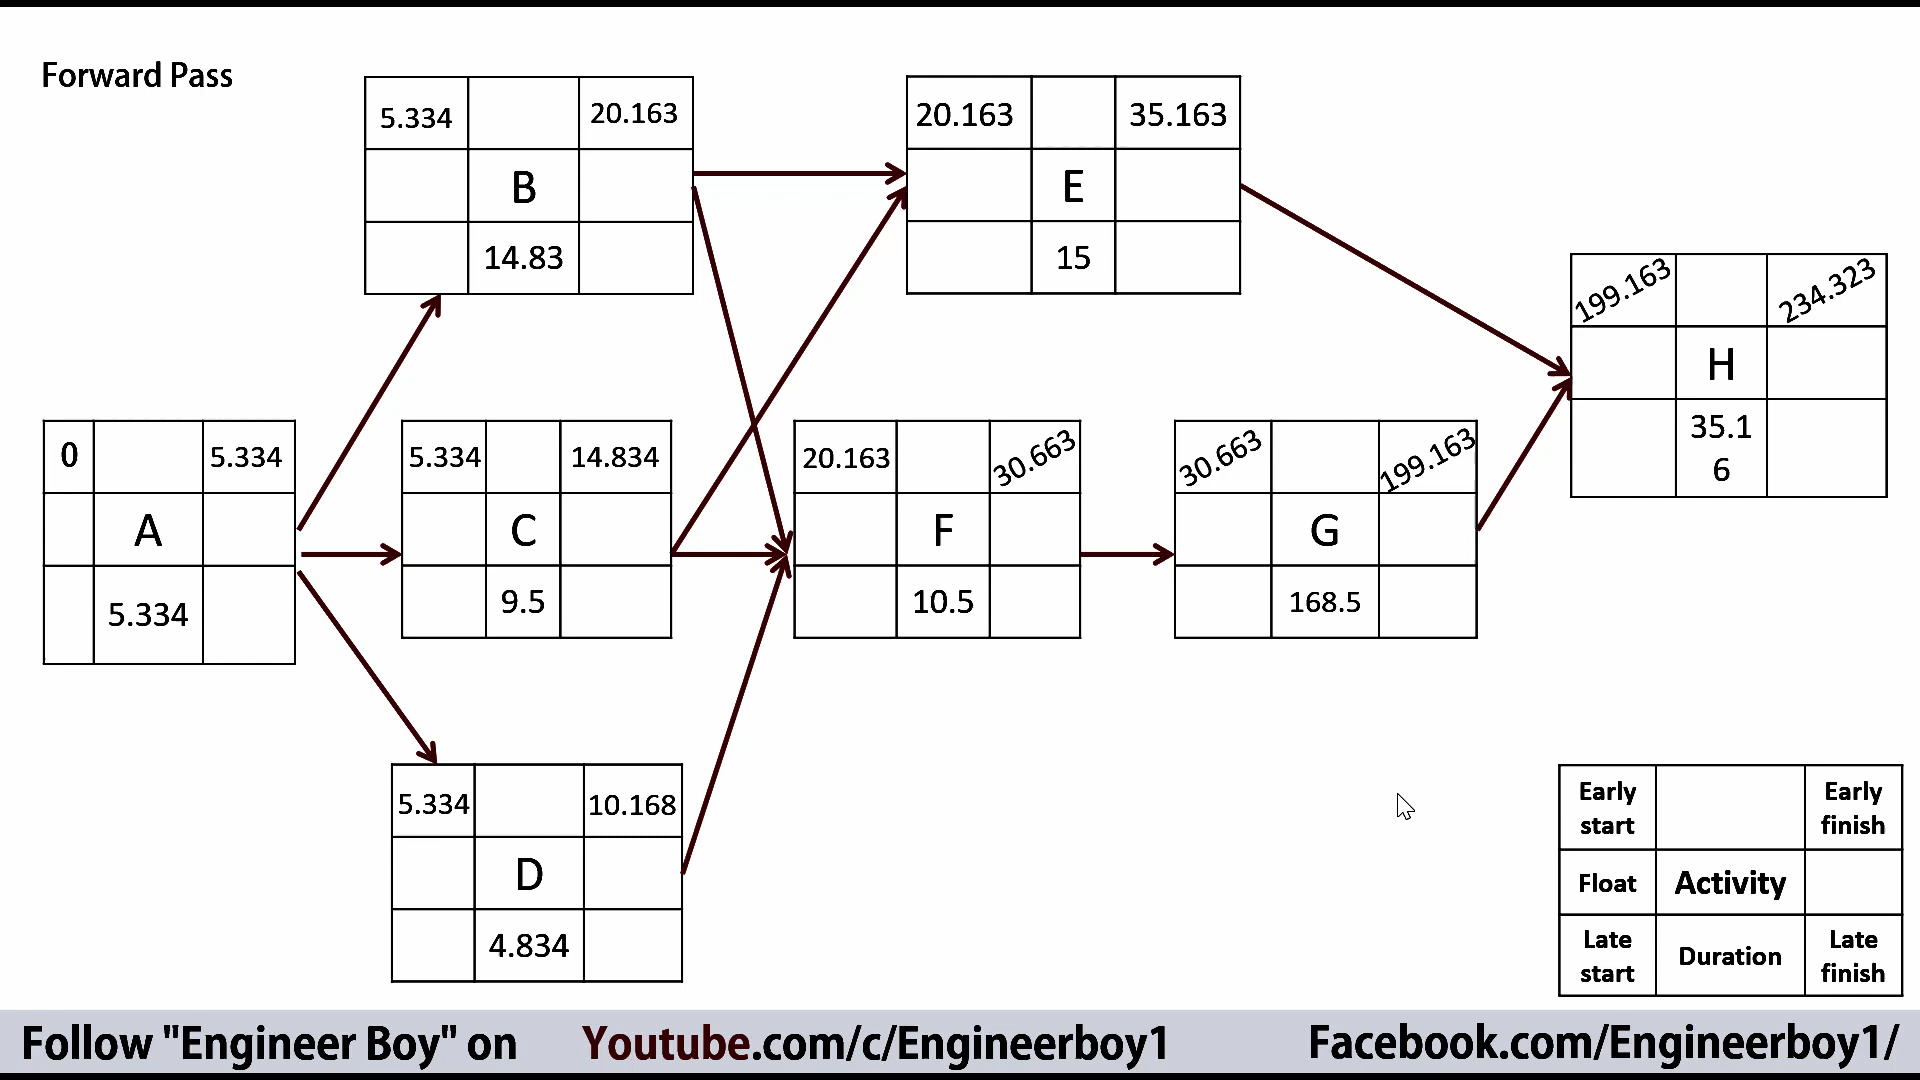 Forward Pass
5.334 20.163
B
14.83
20.163 35.163
E
15
199.163 234.323
H
35.1
6
0 5.334
A
5.334
5.334 14.834
C
9.5
20.163 30.663
F
10.5
30.663 199.163
G
168.5
5.334 10.168
D
4.834
Early
start
Early
finish
Float Activity
Late
start
Duration
Late
finish
Follow "Engineer Boy" on Youtube.com/c/Engineerboy1 Facebook.com/Engineerboy1/